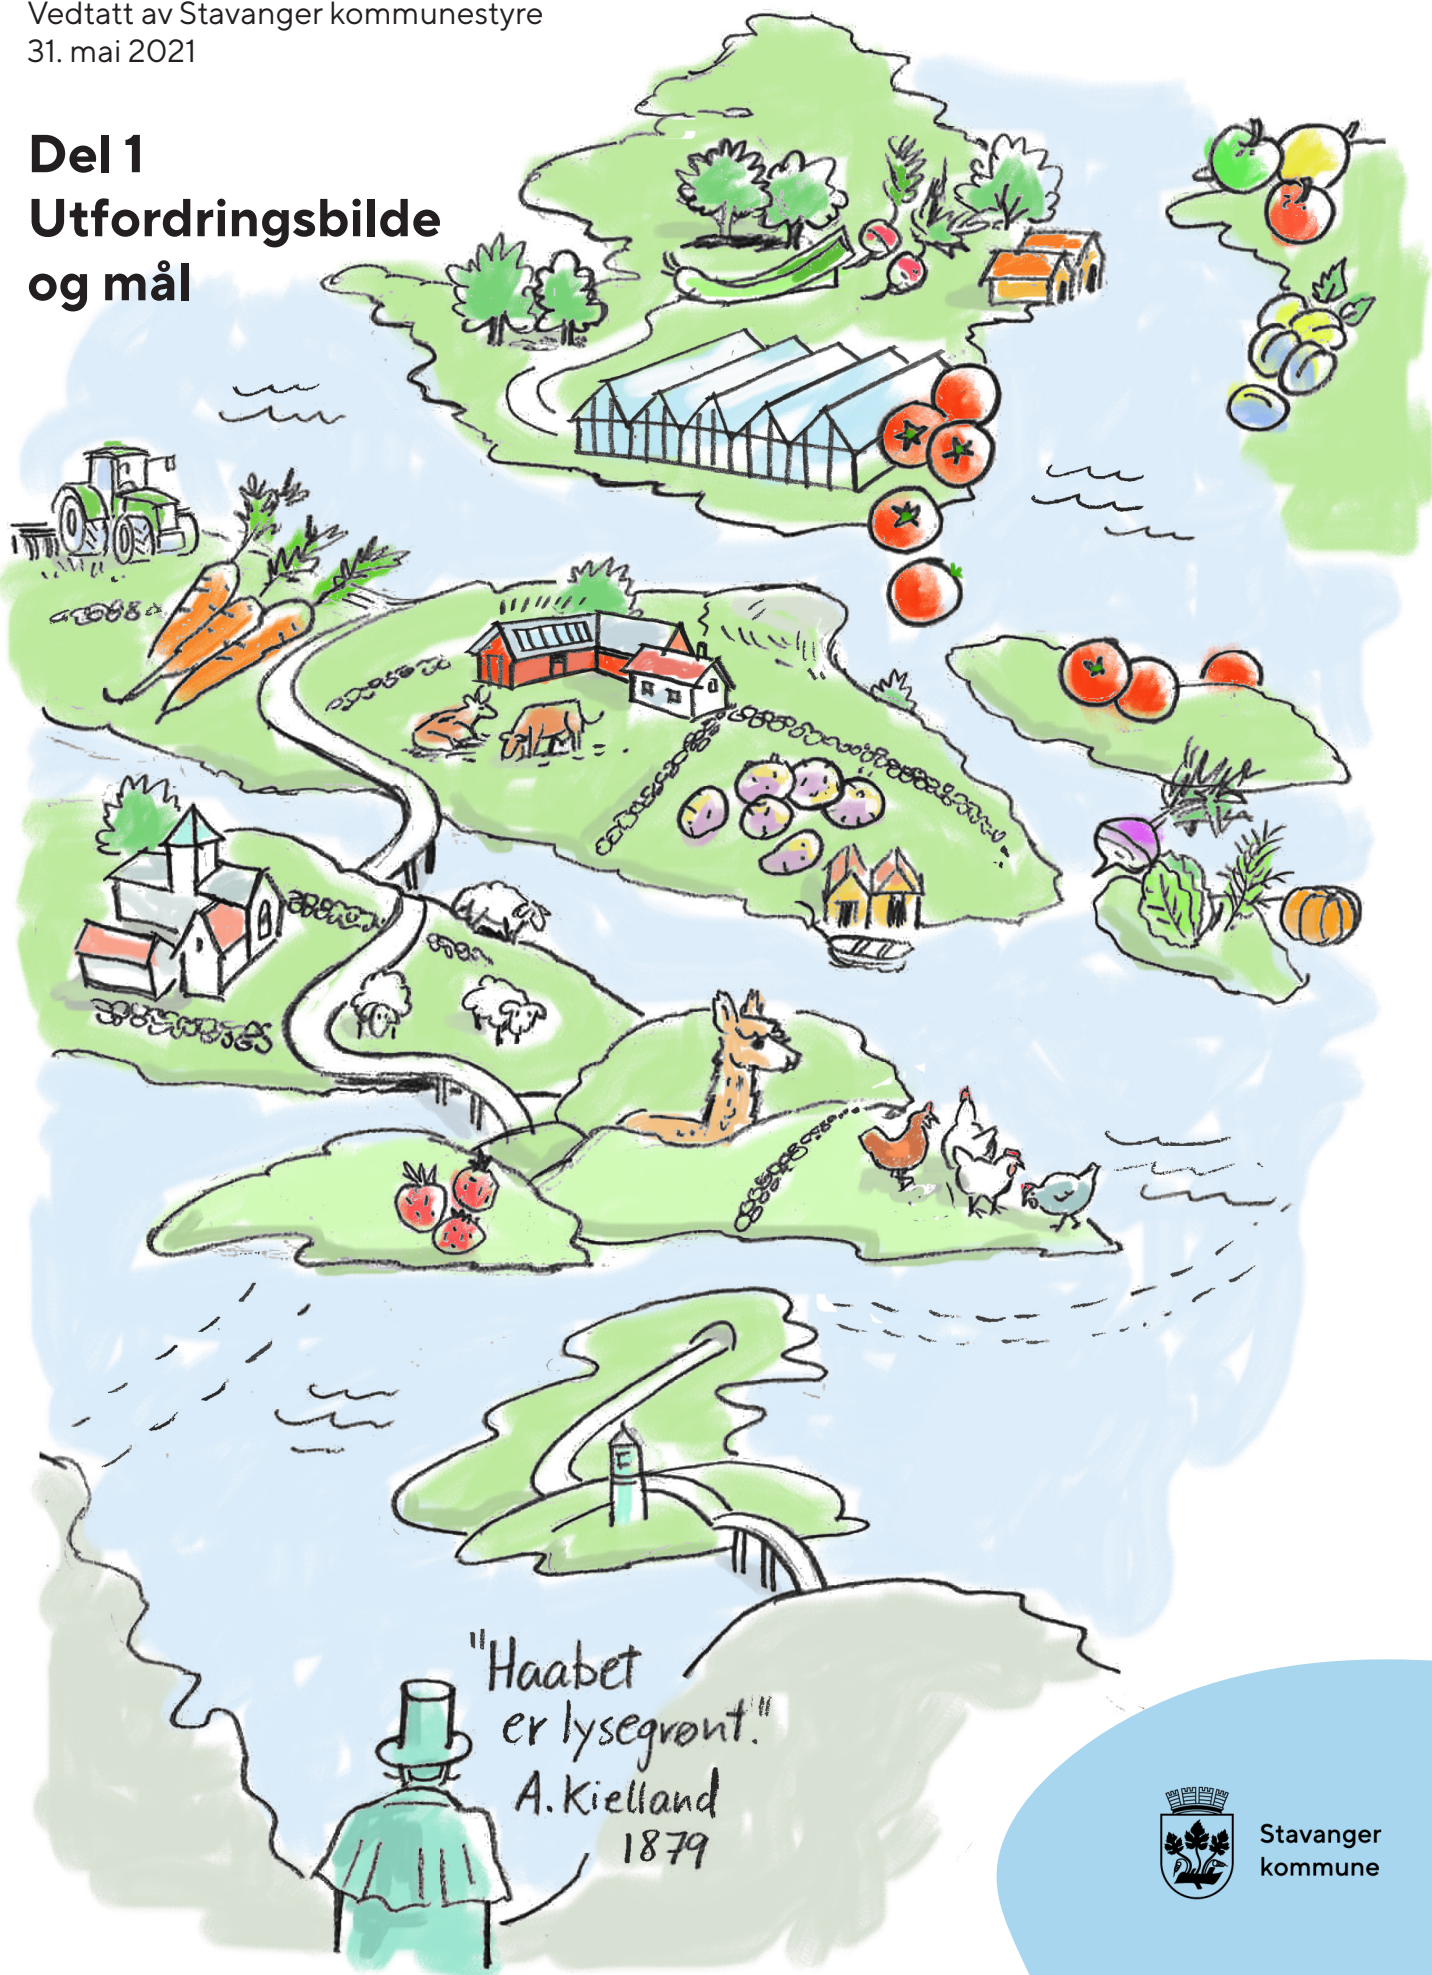 Vedtatt av Stavanger kommunestyre
31. mai 2021
Del 1
Utfordringsbilde
og mål
"Haabet
er lysegrønt."
A. Kielland
1879
Stavanger
kommune